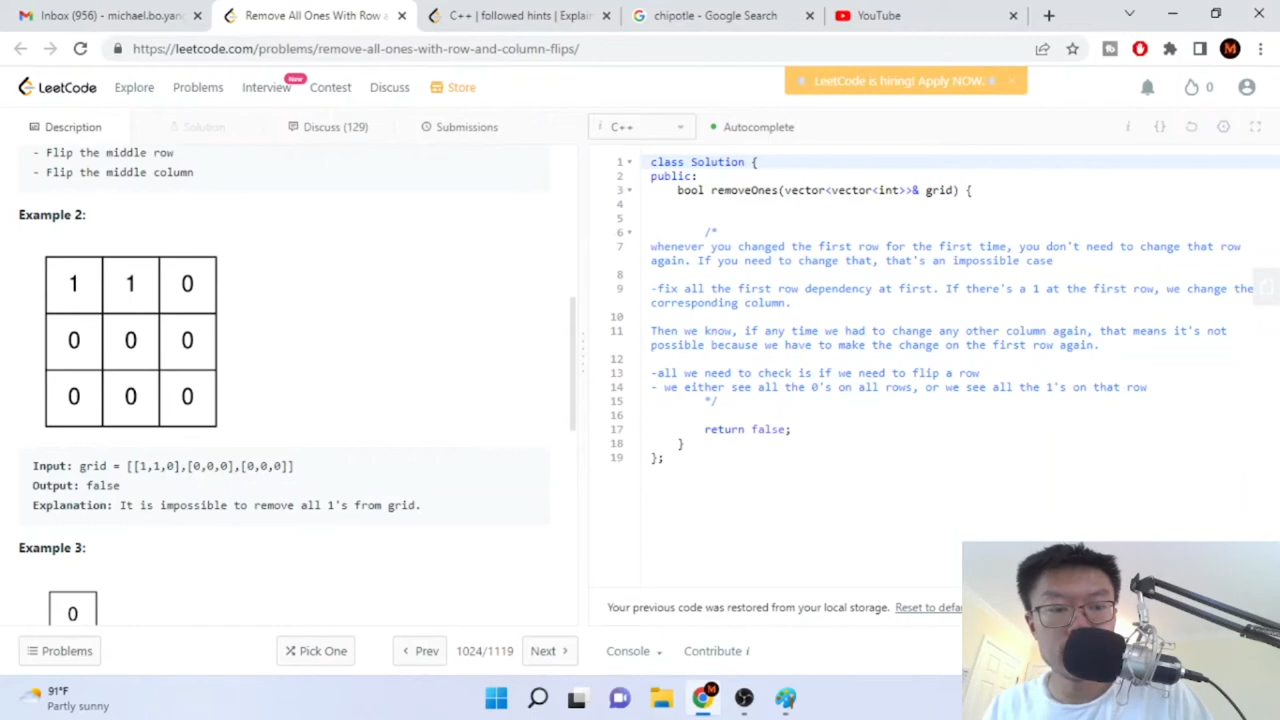 Inbox (956) - michael.bo.yan
Remove All Ones With Row a
C++ | followed hints | Explain
chipotle - Google Search
YouTube
https://leetcode.com/problems/remove-all-ones-with-row-and-column-flips/
LeetCode
Explore
Problems
Interview
New
Contest
Discuss
Store
LeetCode is hiring! Apply NOW.
0
Description
Solution
Discuss (129)
Submissions
i C++
Autocomplete
- Flip the middle row
- Flip the middle column
Example 2:
1 1 0
0 0 0
0 0 0
Input: grid = [[1,1,0],[0,0,0],[0,0,0]]
Output: false
Explanation: It is impossible to remove all 1's from grid.
Example 3:
0
1 class Solution {
2 public:
3 bool removeOnes(vector<vector<int>>& grid) {
4
5
6 /*
7 whenever you changed the first row for the first time, you don't need to change that row
again. If you need to change that, that's an impossible case
8
9 -fix all the first row dependency at first. If there's a 1 at the first row, we change the
corresponding column.
10
11 Then we know, if any time we had to change any other column again, that means it's not
possible because we have to make the change on the first row again.
12
13 -all we need to check is if we need to flip a row
14 - we either see all the 0's on all rows, or we see all the 1's on that row
15 */
16
17 return false;
18 }
19 };
Your previous code was restored from your local storage. Reset to defa
Problems
Pick One
Prev
1024/1119
Next
Console
Contribute i
91°F
Partly sunny